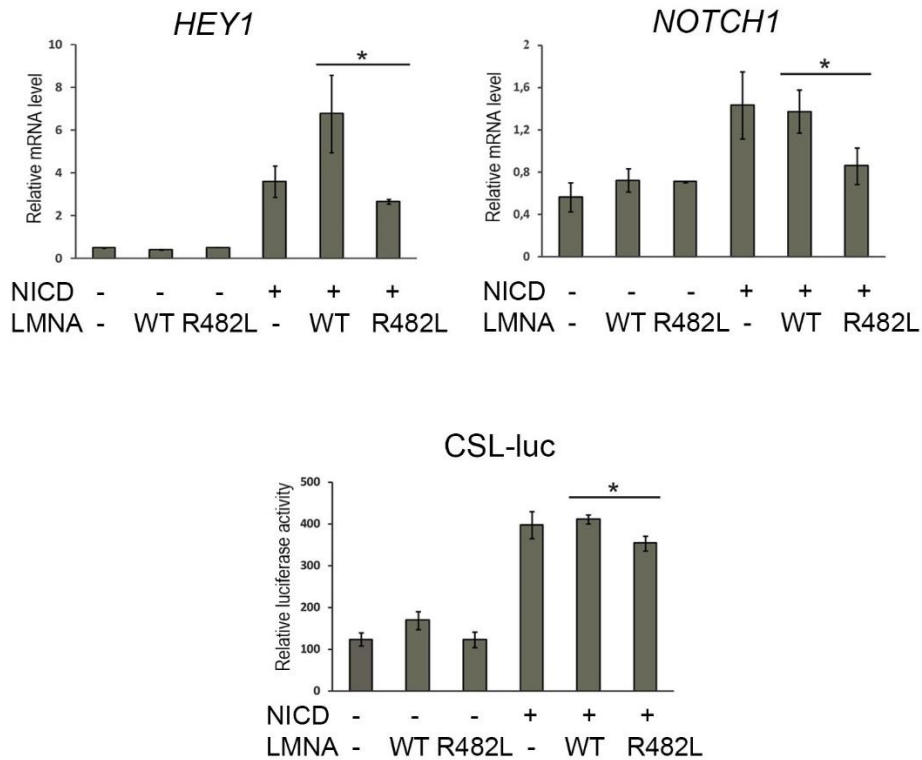 HEY1
Relative mRNA level
10
8
6
4
2
0
*
NICD - - - + + +
LMNA - WT R482L - WT R482L
NOTCH1
Relative mRNA level
2
1,6
1,2
0,8
0,4
0
*
NICD - - - + + +
LMNA - WT R482L - WT R482L
CSL-luc
Relative luciferase activity
500
400
300
200
100
0
*
NICD - - - + + +
LMNA - WT R482L - WT R482L